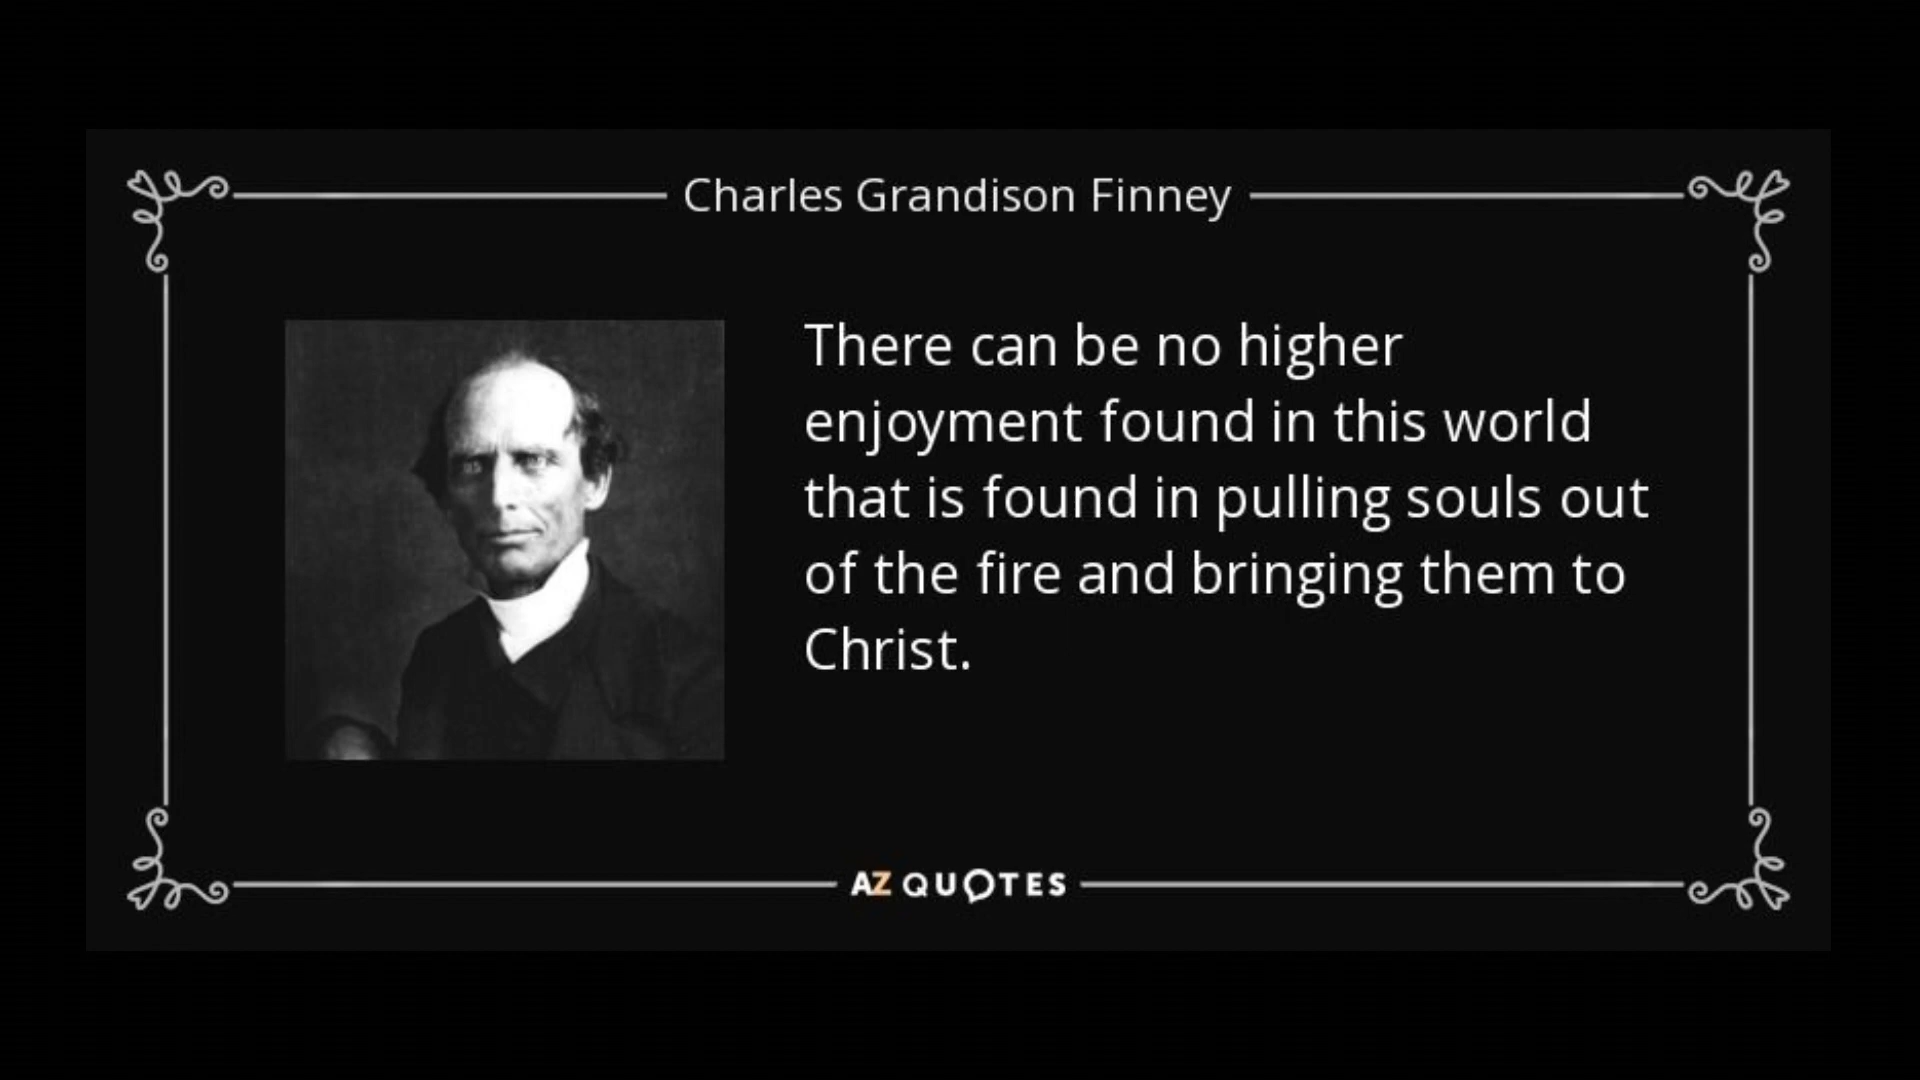 Charles Grandison Finney
There can be no higher
enjoyment found in this world
that is found in pulling souls out
of the fire and bringing them to
Christ.
AZ QUOTES